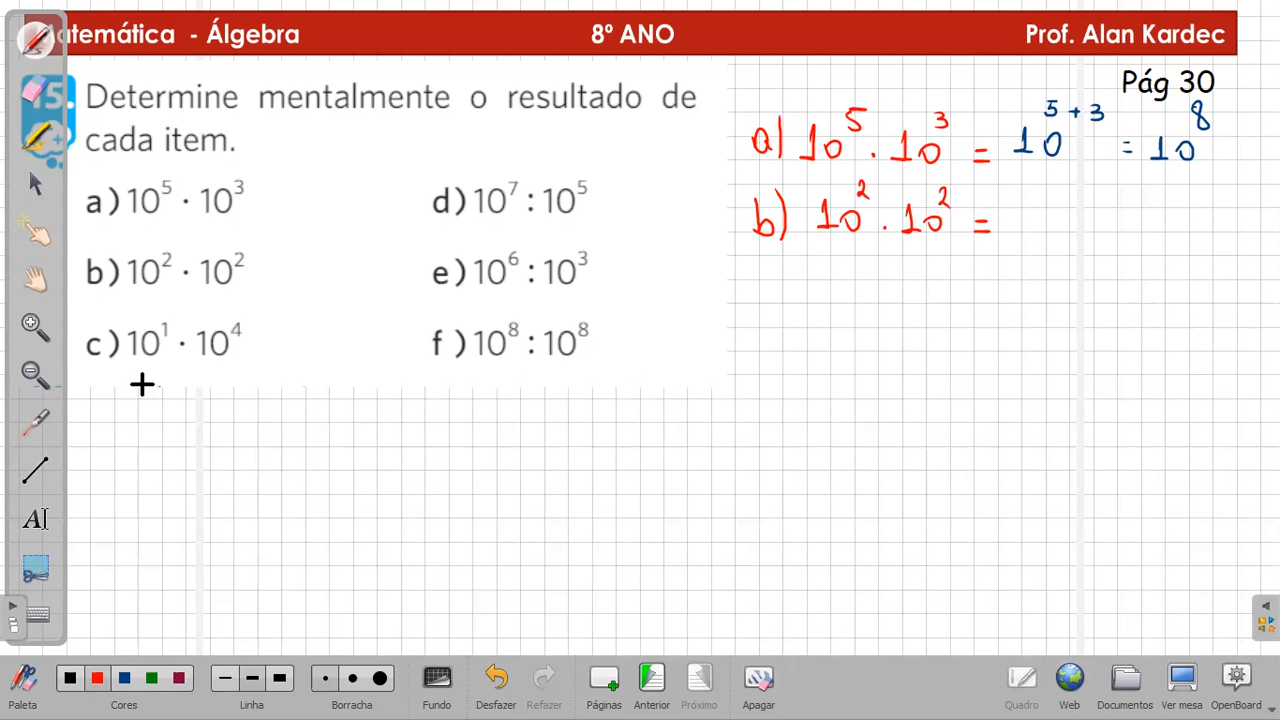 Matemática - Álgebra 8º ANO Prof. Alan Kardec
Pág 30
15. Determine mentalmente o resultado de
cada item.
a) 10⁵ · 10³ d) 10⁷ : 10⁵
b) 10² · 10² e) 10⁶ : 10³
c) 10¹ · 10⁴ f) 10⁸ : 10⁸
a) 10⁵ . 10³ = 10⁵⁺³ = 10⁸
b) 10² . 10² =
Paleta Cores Linha Borracha Fundo Desfazer Refazer Páginas Anterior Próximo Apagar Quadro Web Documentos Ver mesa OpenBoard